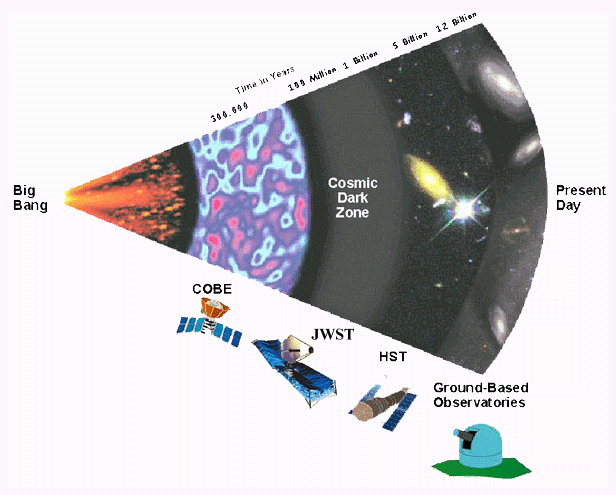 Time in Years
300,000
100 Million
1 Billion
5 Billion
12 Billion
Big
Bang
Cosmic
Dark
Zone
Present
Day
COBE
JWST
HST
Ground-Based
Observatories